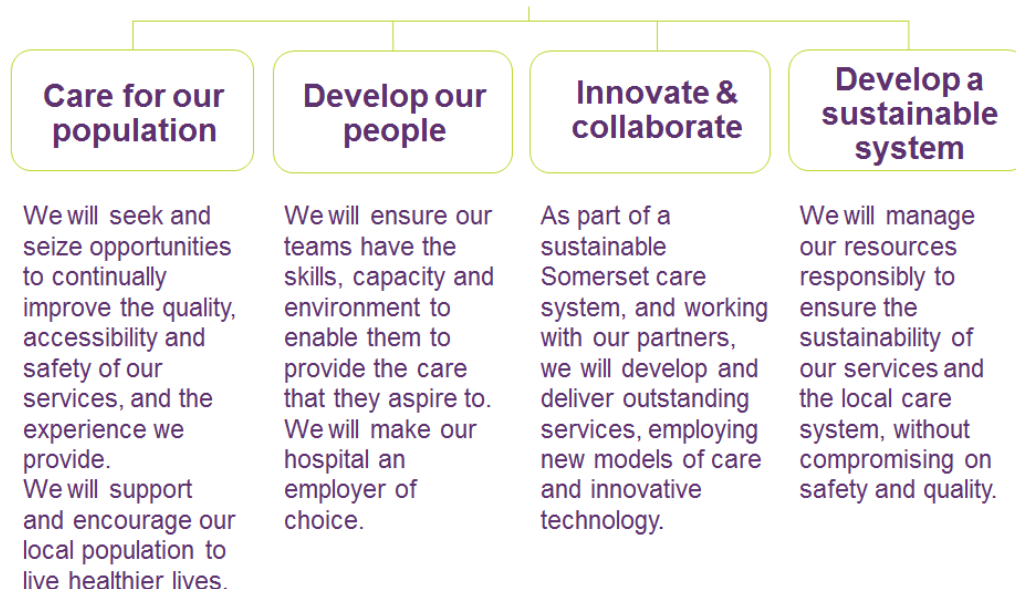 Care for our
population
We will seek and
seize opportunities
to continually
improve the quality,
accessibility and
safety of our
services, and the
experience we
provide.
We will support
and encourage our
local population to
live healthier lives.
Develop our
people
We will ensure our
teams have the
skills, capacity and
environment to
enable them to
provide the care
that they aspire to.
We will make our
hospital an
employer of
choice.
Innovate &
collaborate
As part of a
sustainable
Somerset care
system, and working
with our partners,
we will develop and
deliver outstanding
services, employing
new models of care
and innovative
technology.
Develop a
sustainable
system
We will manage
our resources
responsibly to
ensure the
sustainability of
our services and
the local care
system, without
compromising on
safety and quality.